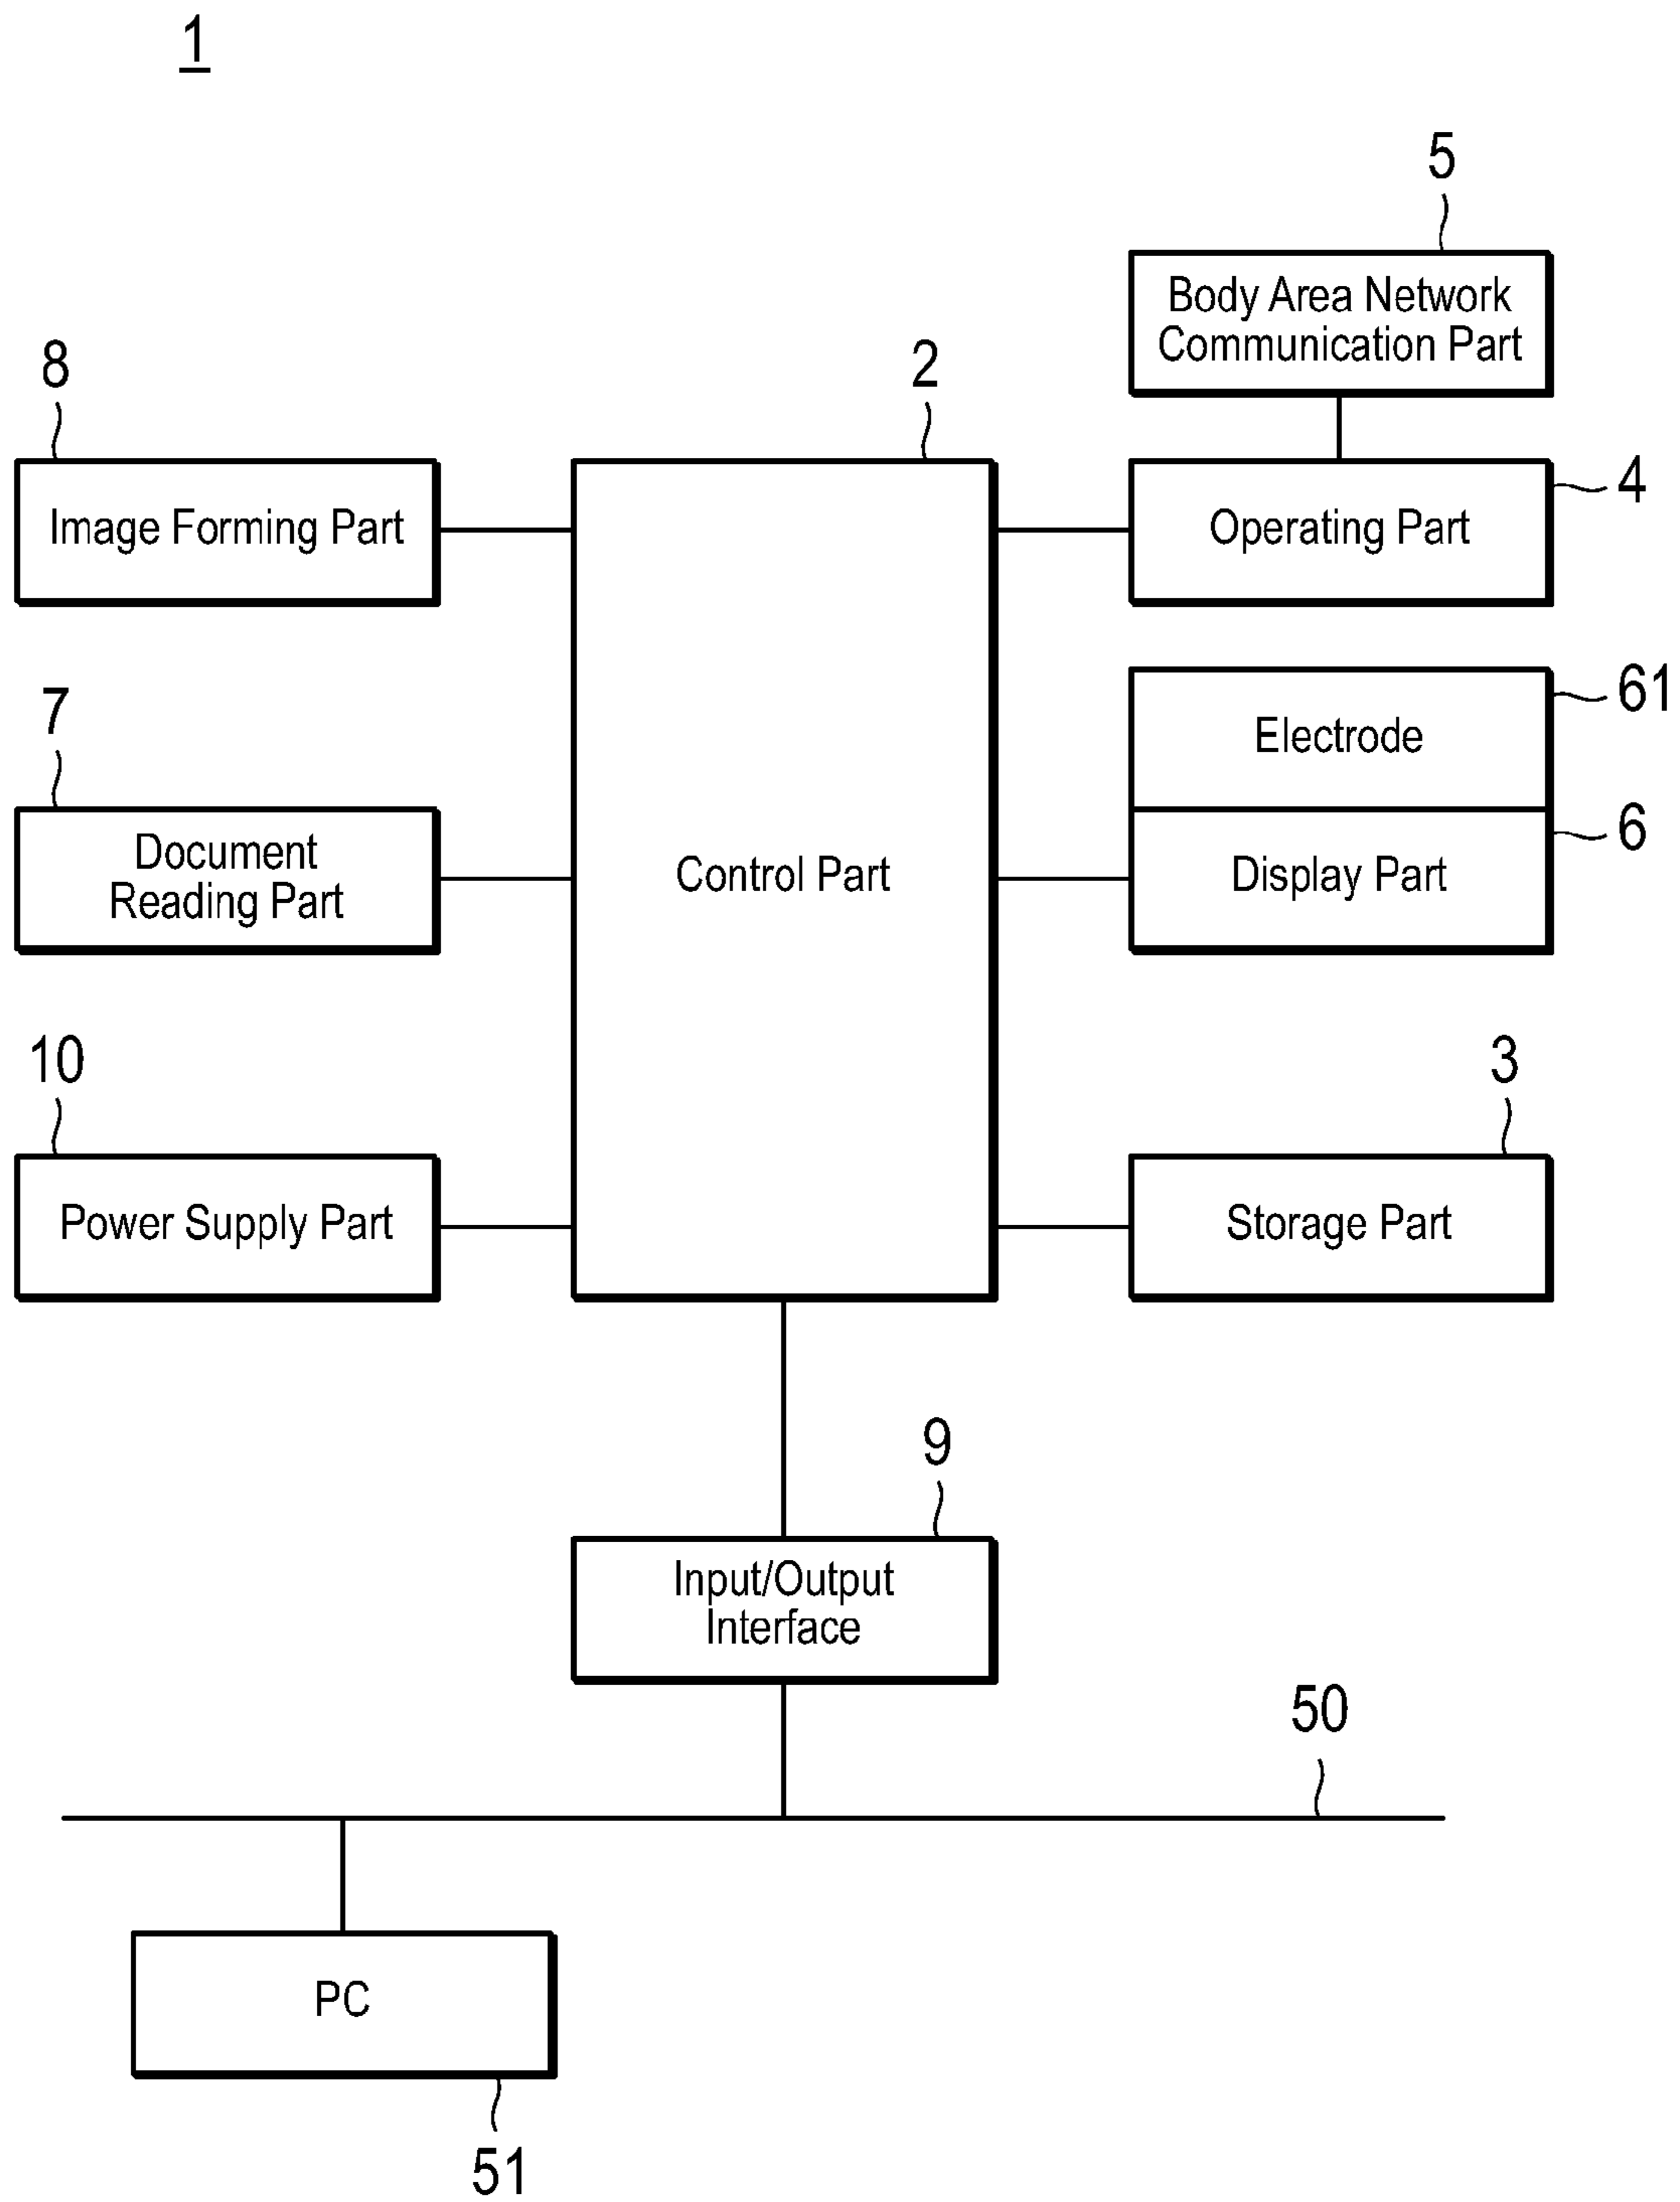 1
5
Body Area Network
Communication Part
8
2
Image Forming Part
Operating Part
4
61
Electrode
7
Document
Reading Part
Control Part
6
Display Part
10
3
Power Supply Part
Storage Part
9
Input/Output
Interface
50
PC
51